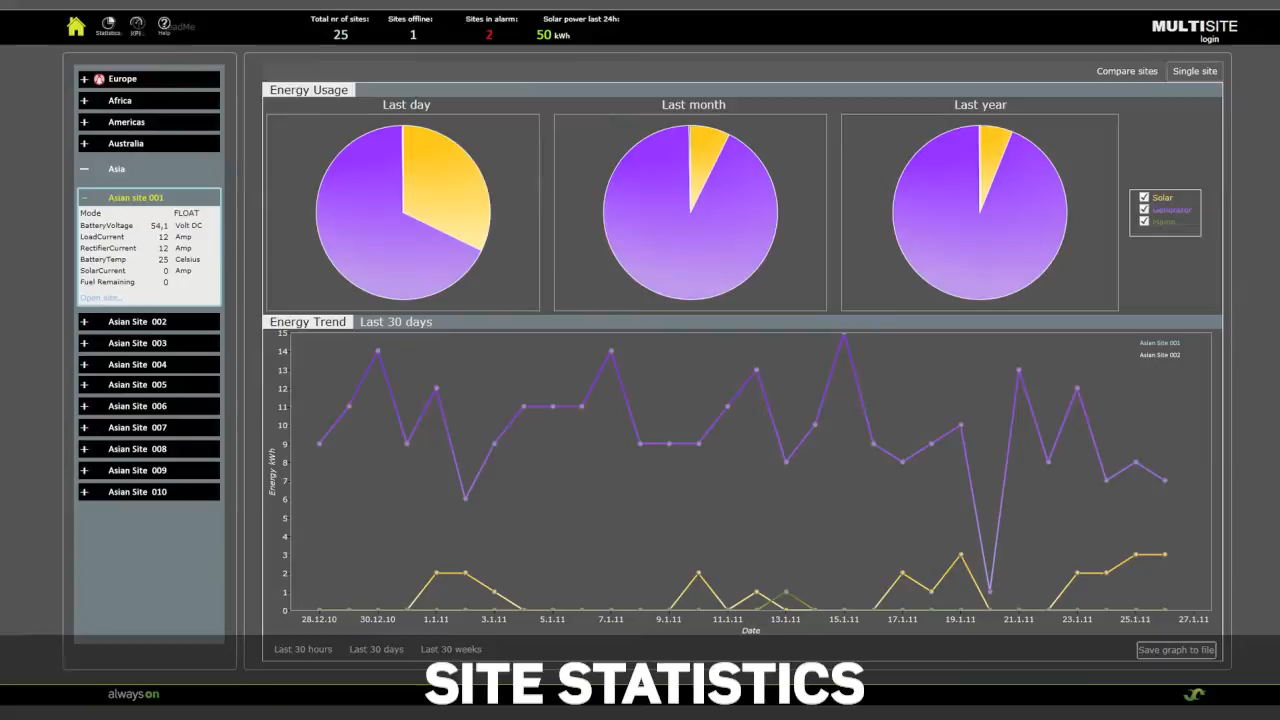 Total nr of sites: Sites offline: Sites in alarm: Solar power last 24h:
25 1 2 50 kWh
Statistics Help
MULTISITE
login
Compare sites Single site
+ Europe
+ Africa
+ Americas
+ Australia
− Asia
− Asian site 001
Mode FLOAT
BatteryVoltage 54,1 Volt DC
LoadCurrent 12 Amp
RectifierCurrent 12 Amp
BatteryTemp 25 Celsius
SolarCurrent 0 Amp
Fuel Remaining 0
Open site...
+ Asian Site 002
+ Asian Site 003
+ Asian Site 004
+ Asian Site 005
+ Asian Site 006
+ Asian Site 007
+ Asian Site 008
+ Asian Site 009
+ Asian Site 010
Energy Usage
Last day Last month Last year
Solar
Generator
Mains
Energy Trend Last 30 days
Asian Site 001
Asian Site 002
15
14
13
12
11
10
9
8
7
6
5
4
3
2
1
0
Energy kWh
28.12.10 30.12.10 1.1.11 3.1.11 5.1.11 7.1.11 9.1.11 11.1.11 13.1.11 15.1.11 17.1.11 19.1.11 21.1.11 23.1.11 25.1.11 27.1.11
Date
Last 30 hours Last 30 days Last 30 weeks
Save graph to file
SITE STATISTICS
always on